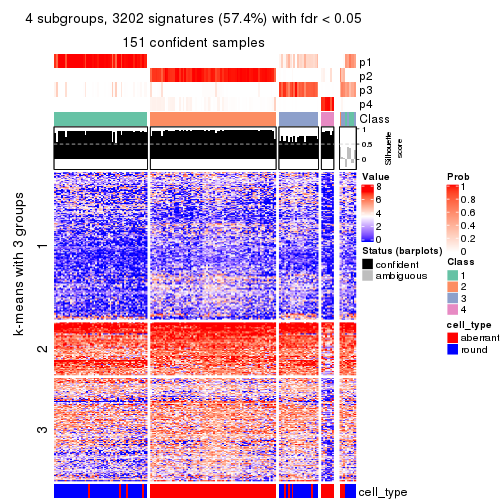 4 subgroups, 3202 signatures (57.4%) with fdr < 0.05
151 confident samples
p1
p2
p3
p4
Class
1
0.5
0
Silhouette
score
k-means with 3 groups
1
2
3
cell_type
Value
8
6
4
2
0
Status (barplots)
confident
ambiguous
Prob
1
0.8
0.6
0.4
0.2
0
Class
1
2
3
4
cell_type
aberrant
round